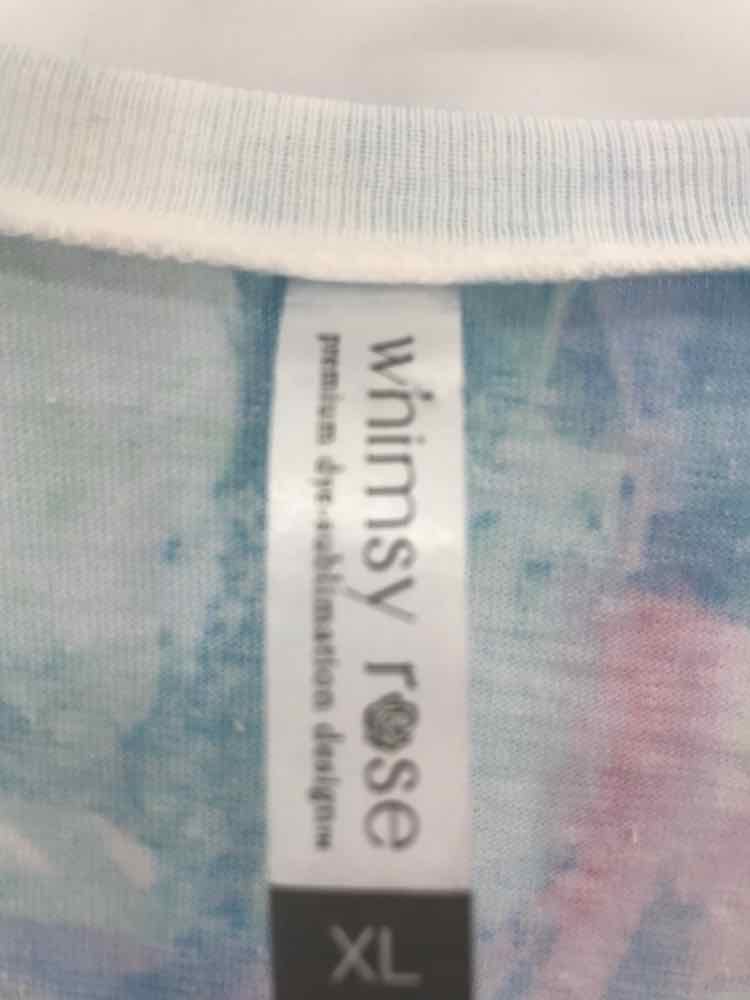 whimsy rose
premium dye-sublimation designs
XL